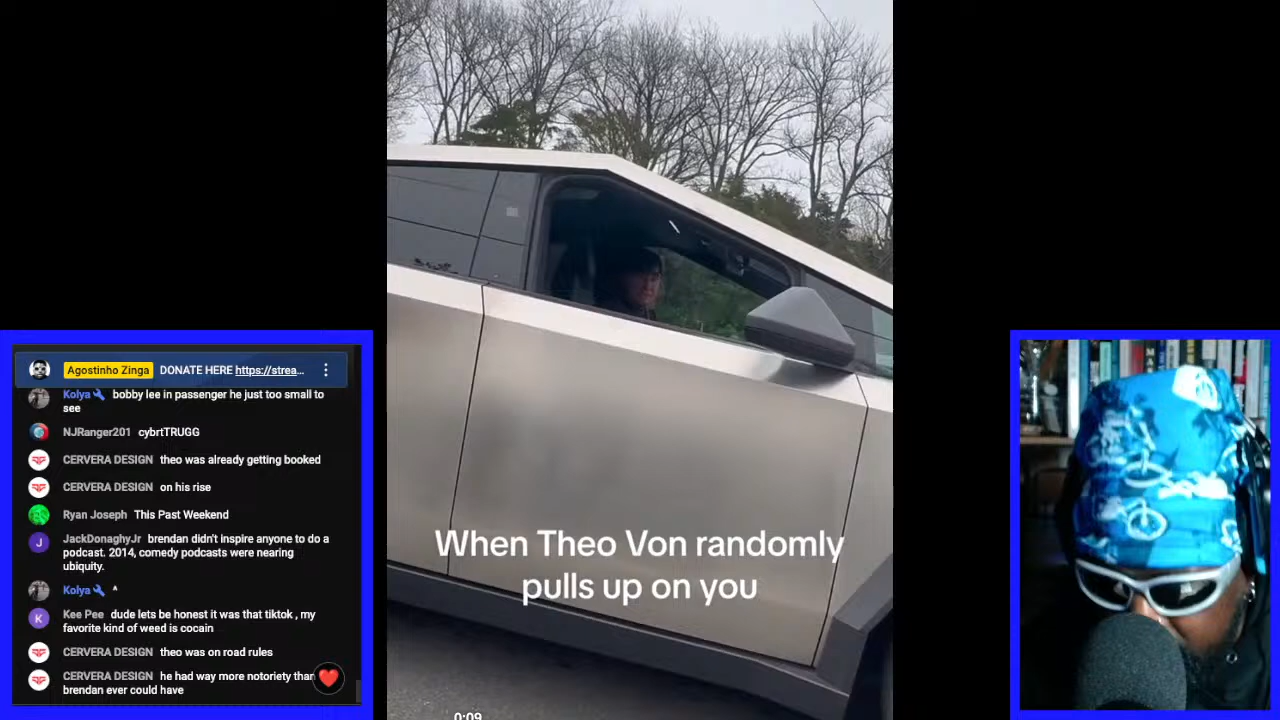 Agostinho Zinga DONATE HERE https://strea...
Kolya bobby lee in passenger he just too small to
see
NJRanger201 cybrtTRUGG
CERVERA DESIGN theo was already getting booked
CERVERA DESIGN on his rise
Ryan Joseph This Past Weekend
J JackDonaghyJr brendan didn't inspire anyone to do a
podcast. 2014, comedy podcasts were nearing
ubiquity.
Kolya ^
K Kee Pee dude lets be honest it was that tiktok , my
favorite kind of weed is cocain
CERVERA DESIGN theo was on road rules
CERVERA DESIGN he had way more notoriety than
brendan ever could have
When Theo Von randomly
pulls up on you
0:09